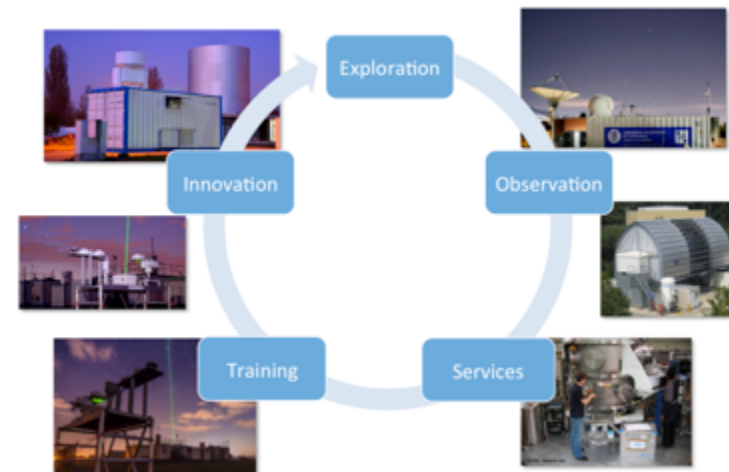 Exploration
Innovation
Observation
Training
Services